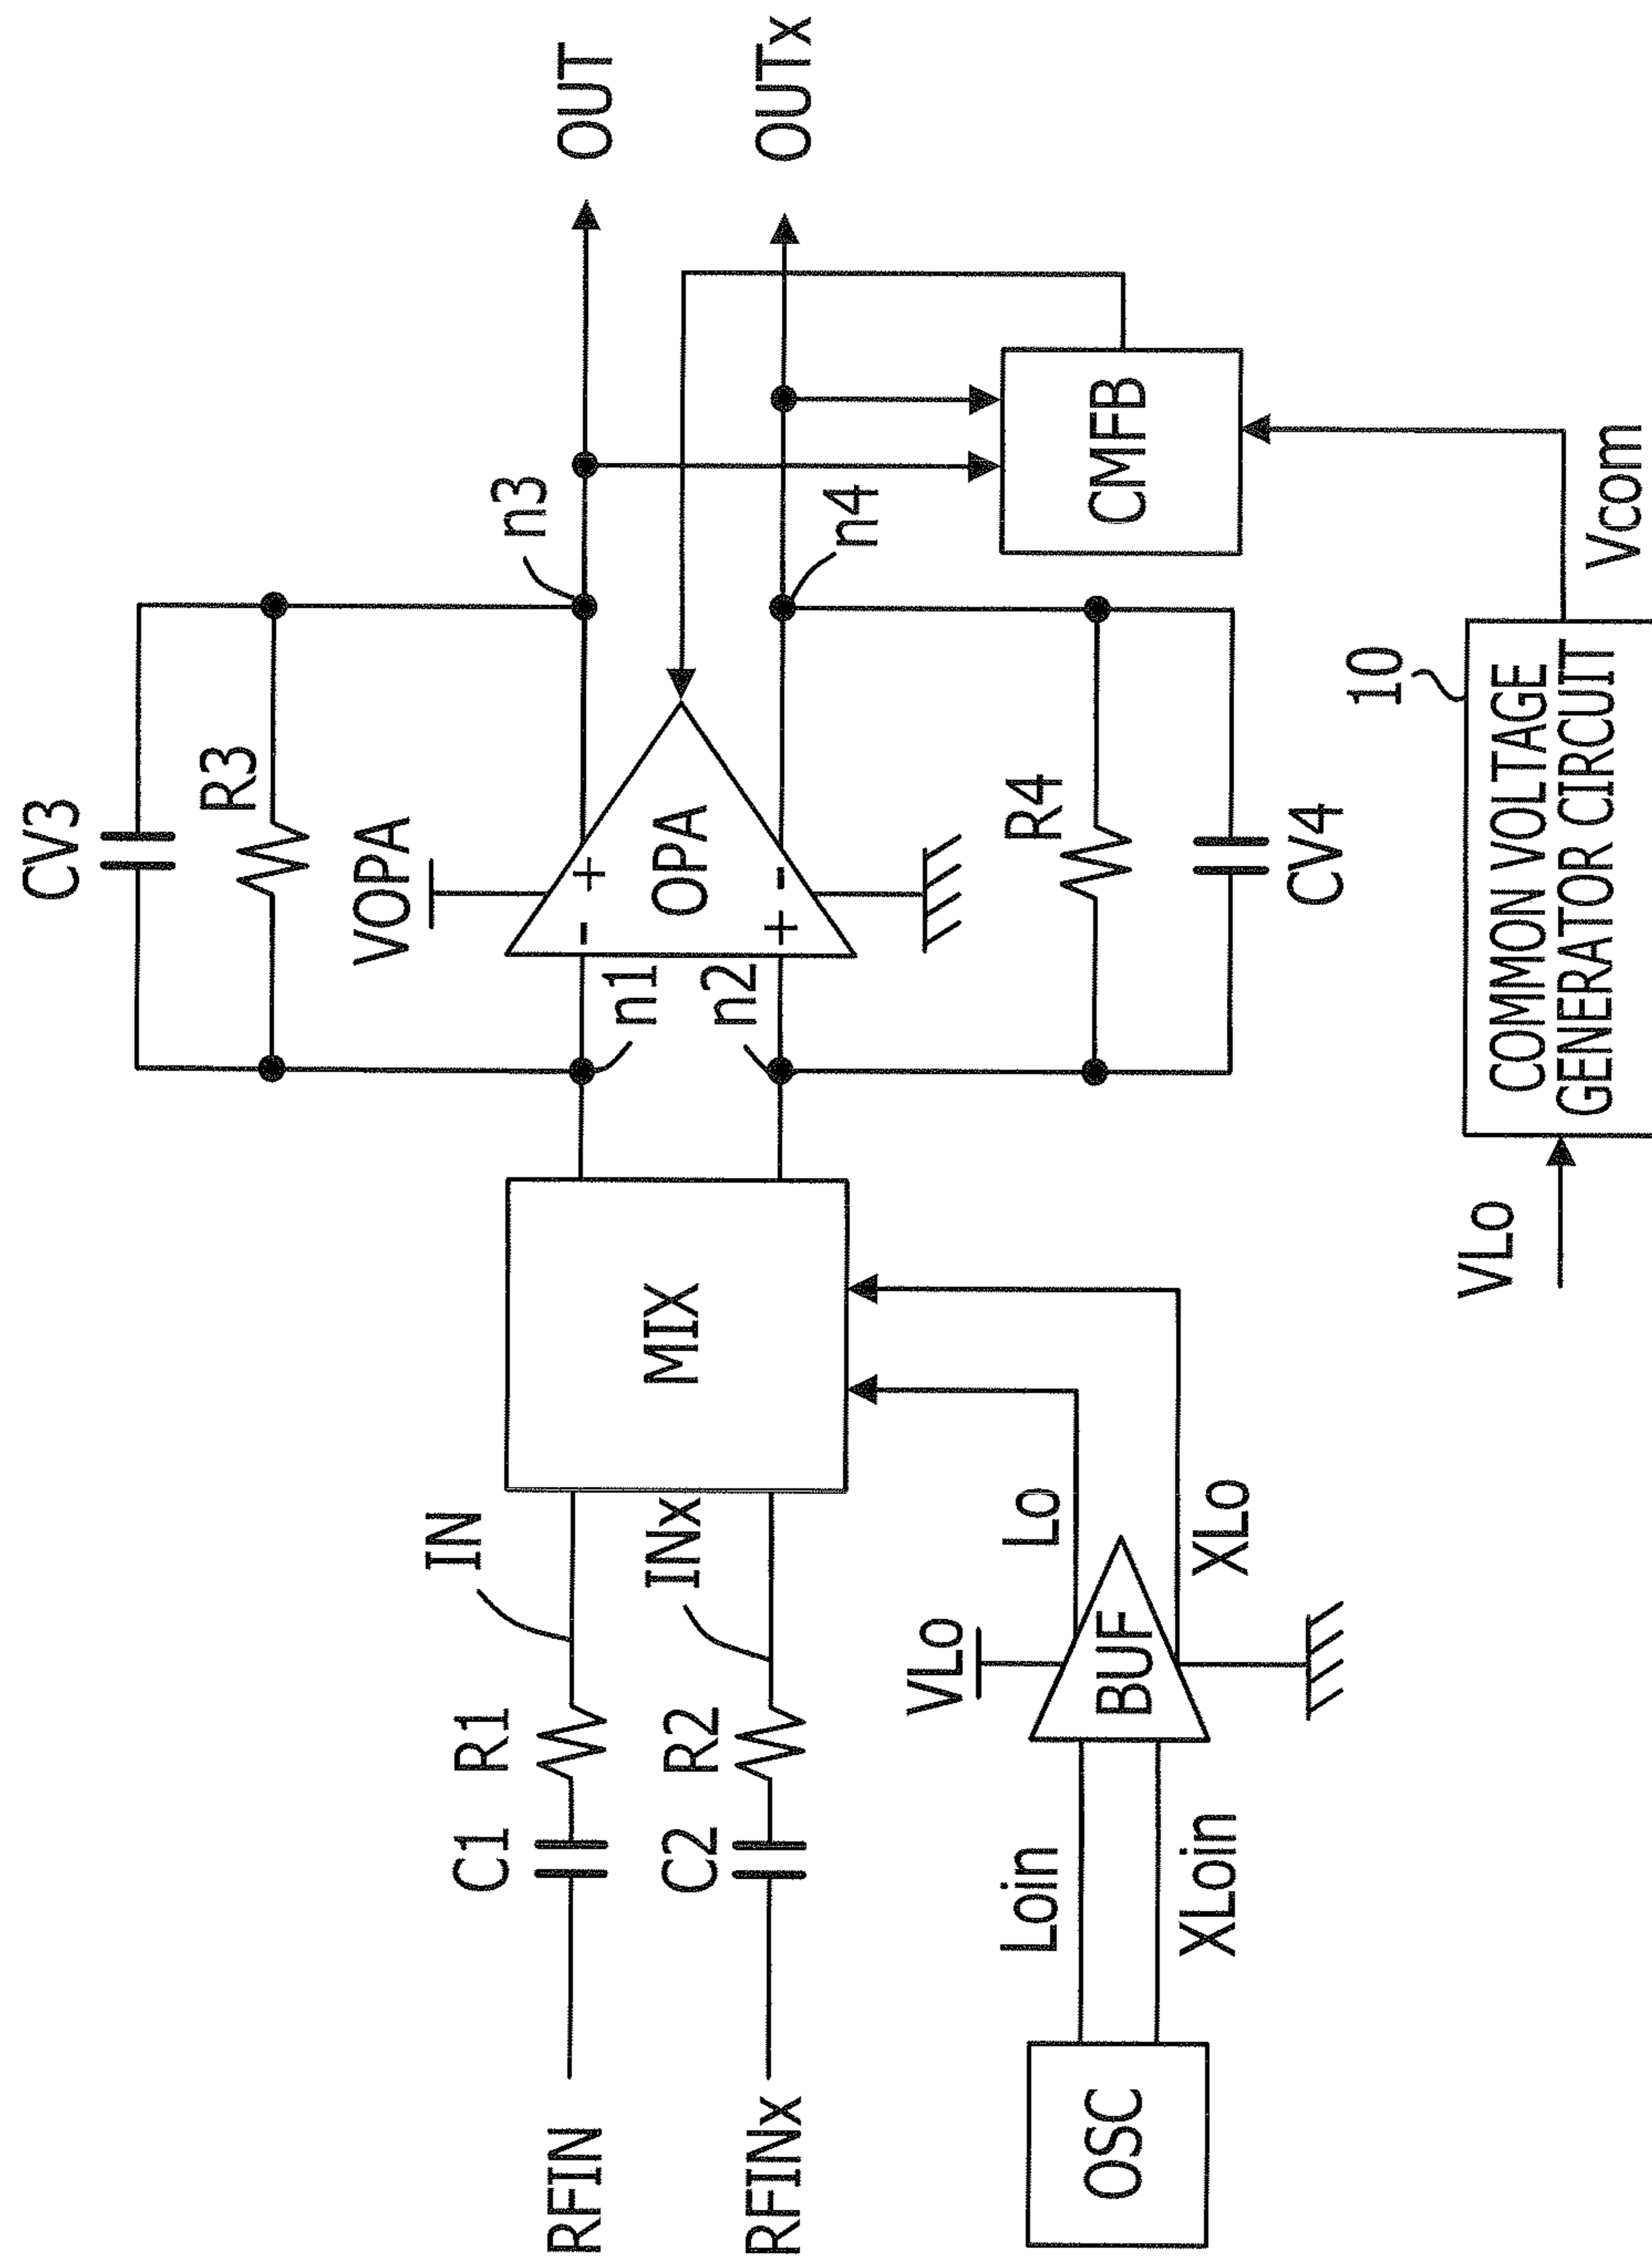 CV3
R3
VOPA
n3
OUT
RFIN
C1
R1
IN
MIX
n1
-
+
OPA
n2
+
-
n4
OUTx
RFINx
C2
R2
INx
R4
CV4
CMFB
OSC
Loin
XLoin
VLo
BUF
Lo
XLo
VLo
COMMON VOLTAGE
GENERATOR CIRCUIT
10
Vcom